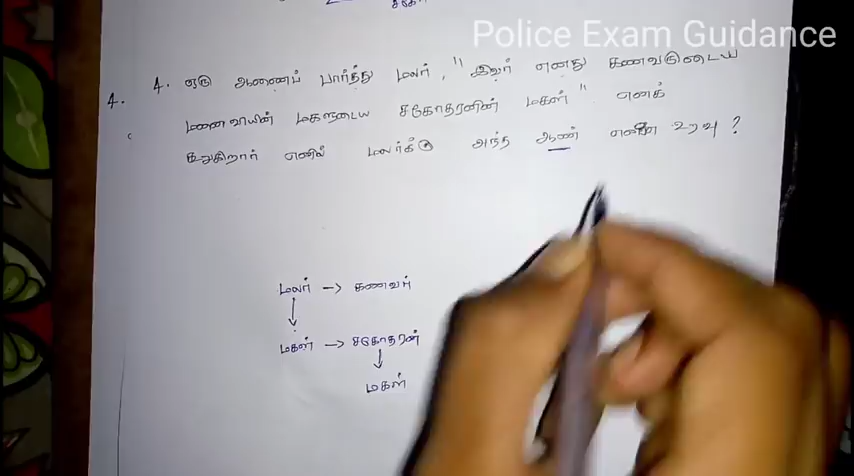 Police Exam Guidance
4. 4. ஒரு ஆணைப் பார்த்து மலர், "இவர் எனது கணவருடைய
மனைவியின் மகளுடைய சகோதரனின் மகன்" எனக்
கூறுகிறார் எனில் மலர்க்கு அந்த ஆண் என்ன உறவு ?
மலர் -> கணவர்
↓
மகள் -> சகோதரன்
↓
மகன்